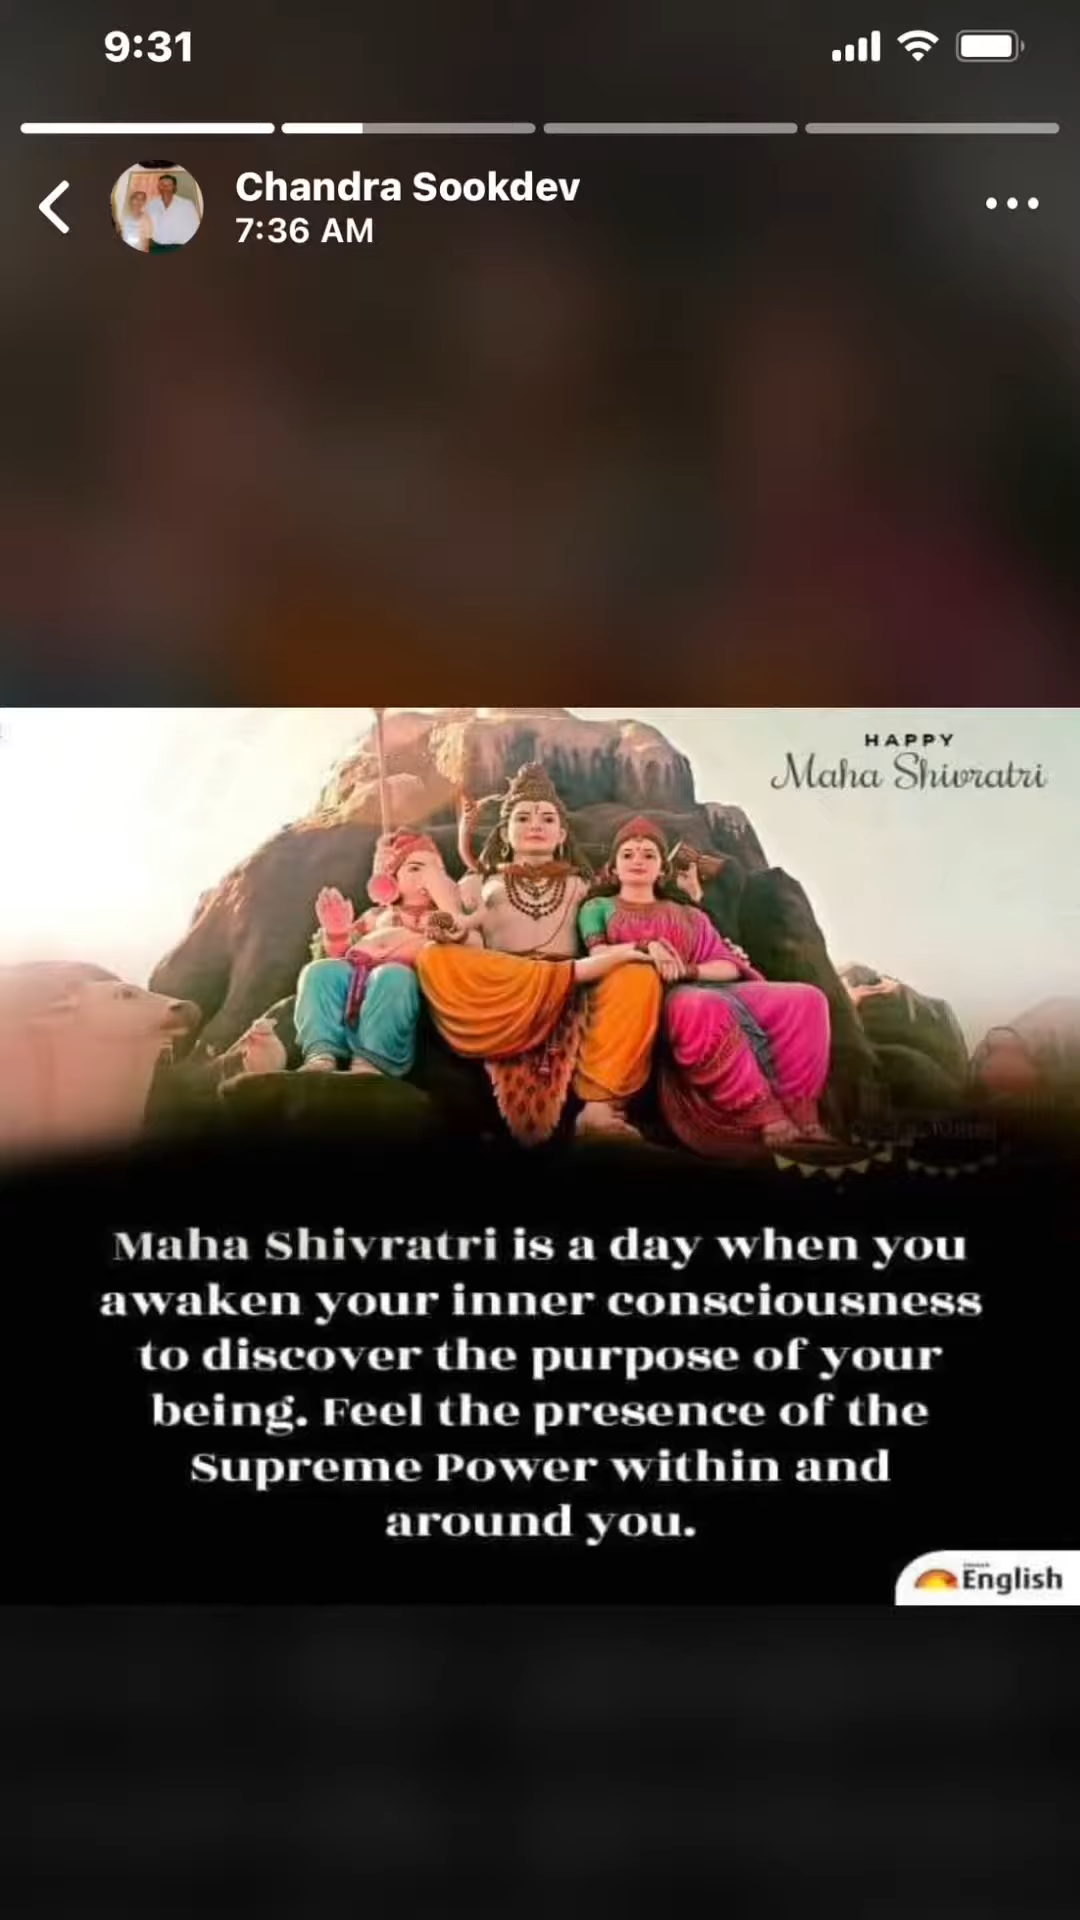 9:31
Chandra Sookdev
7:36 AM
HAPPY
Maha Shivratri
Maha Shivratri is a day when you
awaken your inner consciousness
to discover the purpose of your
being. Feel the presence of the
Supreme Power within and
around you.
English